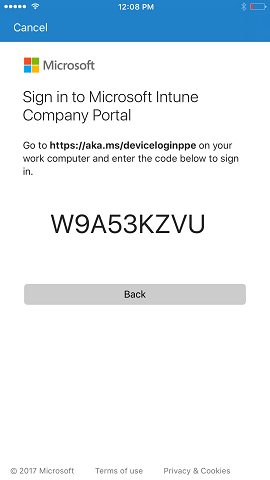 12:08 PM
Cancel
Microsoft
Sign in to Microsoft Intune
Company Portal
Go to https://aka.ms/deviceloginppe on your
work computer and enter the code below to sign
in.
W9A53KZVU
Back
© 2017 Microsoft Terms of use Privacy & Cookies